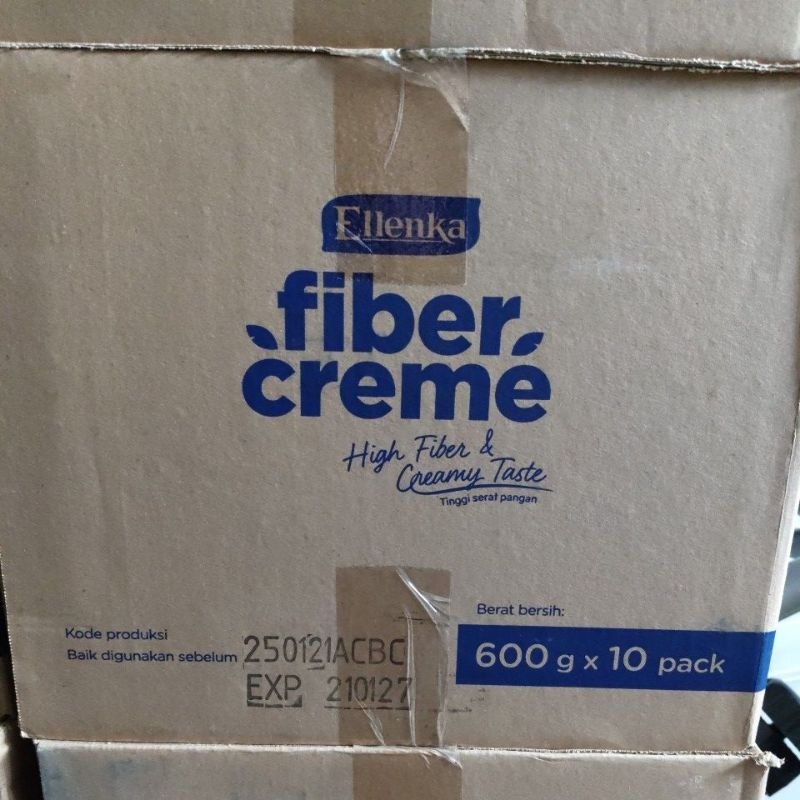 Ellenka
fiber
creme
High Fiber &
Creamy Taste
Tinggi serat pangan
Berat bersih:
600 g x 10 pack
Kode produksi
Baik digunakan sebelum
250121ACBC
EXP 210127